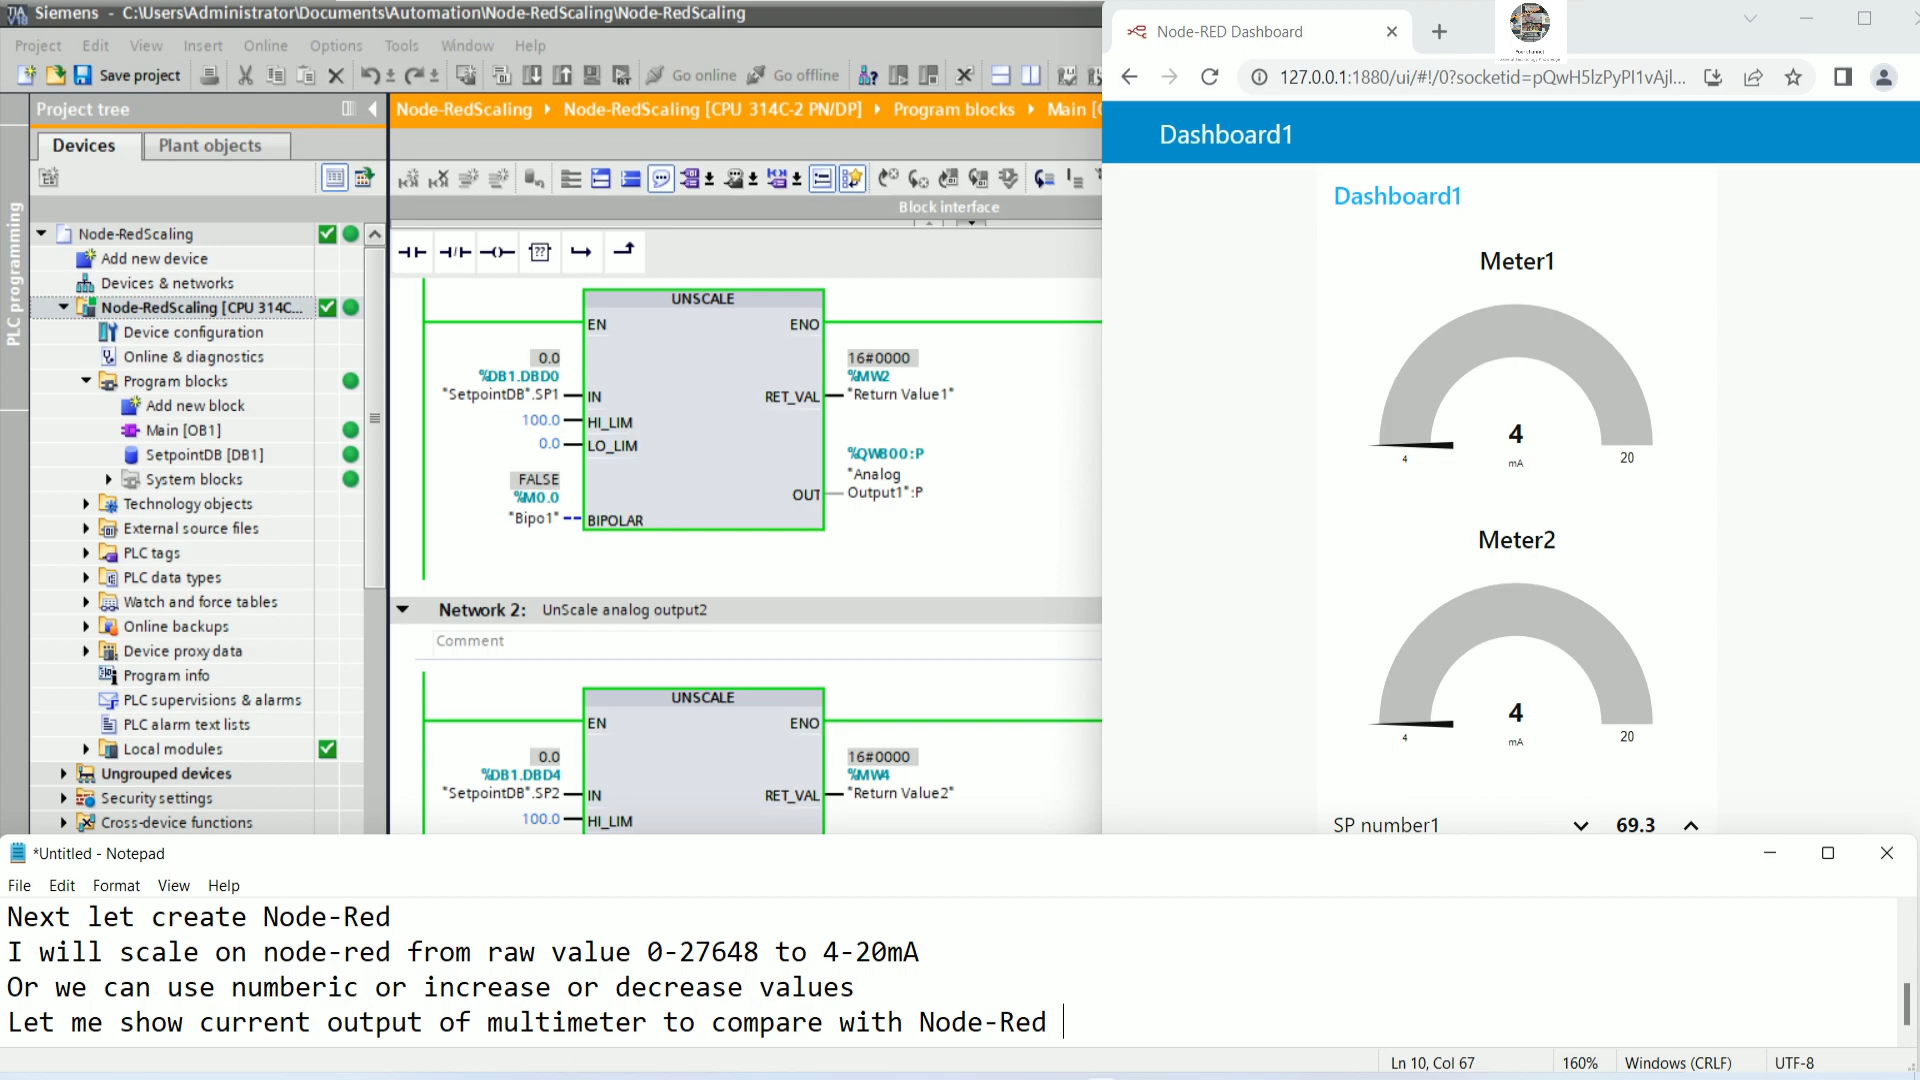 Siemens - C:\Users\Administrator\Documents\Automation\Node-RedScaling\Node-RedScaling
Project Edit View Insert Online Options Tools Window Help
Save project
Go online
Go offline
Project tree
Node-RedScaling
Node-RedScaling [CPU 314C-2 PN/DP]
Program blocks
Main [
Devices
Plant objects
Block interface
PLC programming
Node-RedScaling
Add new device
Devices & networks
Node-RedScaling [CPU 314C...
Device configuration
Online & diagnostics
Program blocks
Add new block
Main [OB1]
SetpointDB [DB1]
System blocks
Technology objects
External source files
PLC tags
PLC data types
Watch and force tables
Online backups
Device proxy data
Program info
PLC supervisions & alarms
PLC alarm text lists
Local modules
Ungrouped devices
Security settings
Cross-device functions
??
UNSCALE
EN
ENO
0.0
%DB1.DBD0
"SetpointDB".SP1
IN
16#0000
%MW2
RET_VAL
"Return Value1"
100.0
HI_LIM
0.0
LO_LIM
%QW800:P
"Analog
Output1":P
OUT
FALSE
%M0.0
"Bipo1"
BIPOLAR
Network 2: UnScale analog output2
Comment
UNSCALE
EN
ENO
0.0
%DB1.DBD4
"SetpointDB".SP2
IN
16#0000
%MW4
RET_VAL
"Return Value2"
100.0
HI_LIM
Node-RED Dashboard
Your channel
127.0.0.1:1880/ui/#!/0?socketid=pQwH5lzPyPl1vAjl...
Dashboard1
Dashboard1
Meter1
4
mA
4
20
Meter2
4
mA
4
20
SP number1
69.3
*Untitled - Notepad
File Edit Format View Help
Next let create Node-Red
I will scale on node-red from raw value 0-27648 to 4-20mA
Or we can use numberic or increase or decrease values
Let me show current output of multimeter to compare with Node-Red
Ln 10, Col 67
160%
Windows (CRLF)
UTF-8